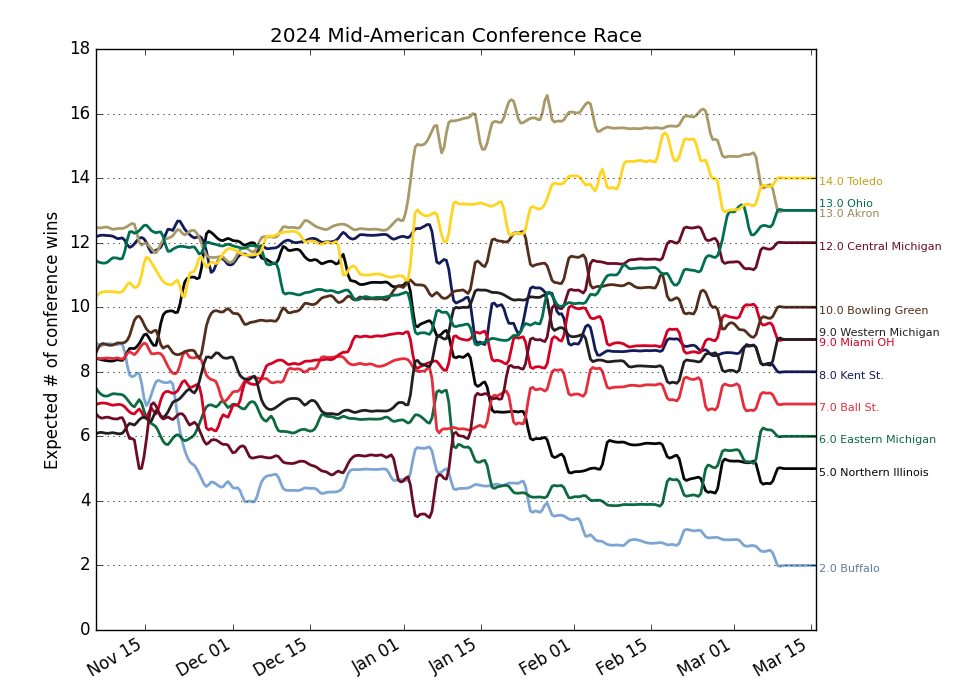 2024 Mid-American Conference Race
Expected # of conference wins
18
16
14
12
10
8
6
4
2
0
14.0 Toledo
13.0 Ohio
13.0 Akron
12.0 Central Michigan
10.0 Bowling Green
9.0 Western Michigan
9.0 Miami OH
8.0 Kent St.
7.0 Ball St.
6.0 Eastern Michigan
5.0 Northern Illinois
2.0 Buffalo
Nov 15
Dec 01
Dec 15
Jan 01
Jan 15
Feb 01
Feb 15
Mar 01
Mar 15